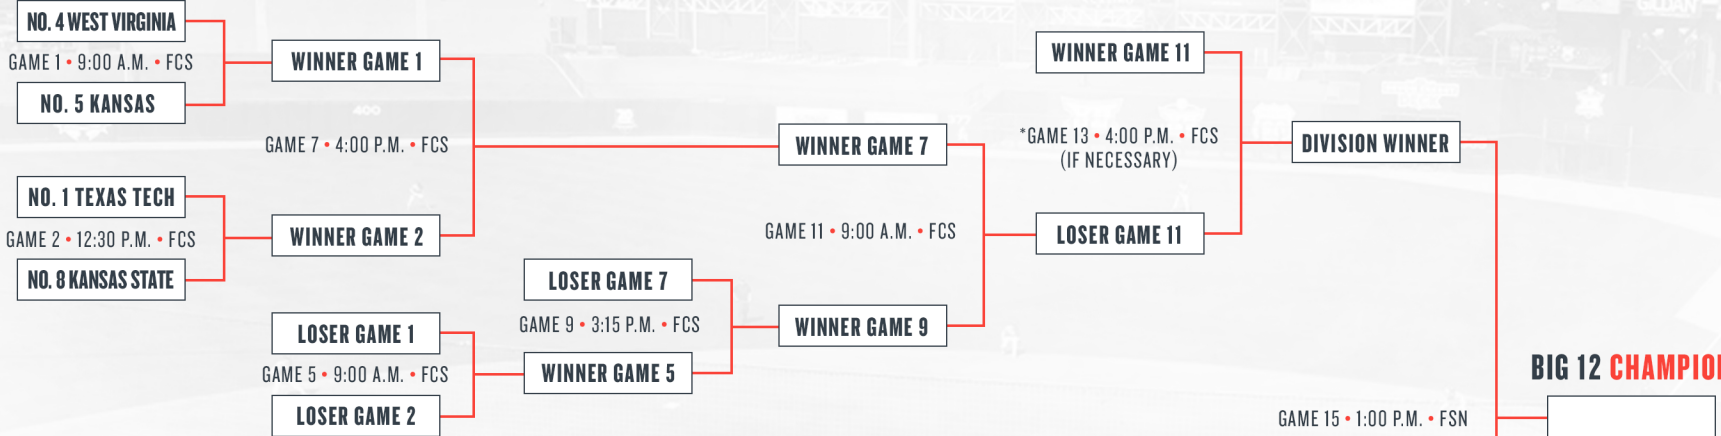 NO. 4 WEST VIRGINIA
GAME 1 • 9:00 A.M. • FCS
NO. 5 KANSAS
WINNER GAME 1
GAME 7 • 4:00 P.M. • FCS
NO. 1 TEXAS TECH
GAME 2 • 12:30 P.M. • FCS
NO. 8 KANSAS STATE
WINNER GAME 2
LOSER GAME 1
GAME 5 • 9:00 A.M. • FCS
LOSER GAME 2
LOSER GAME 7
GAME 9 • 3:15 P.M. • FCS
WINNER GAME 5
WINNER GAME 7
GAME 11 • 9:00 A.M. • FCS
WINNER GAME 9
WINNER GAME 11
*GAME 13 • 4:00 P.M. • FCS
(IF NECESSARY)
LOSER GAME 11
DIVISION WINNER
GAME 15 • 1:00 P.M. • FSN
BIG 12 CHAMPION
400